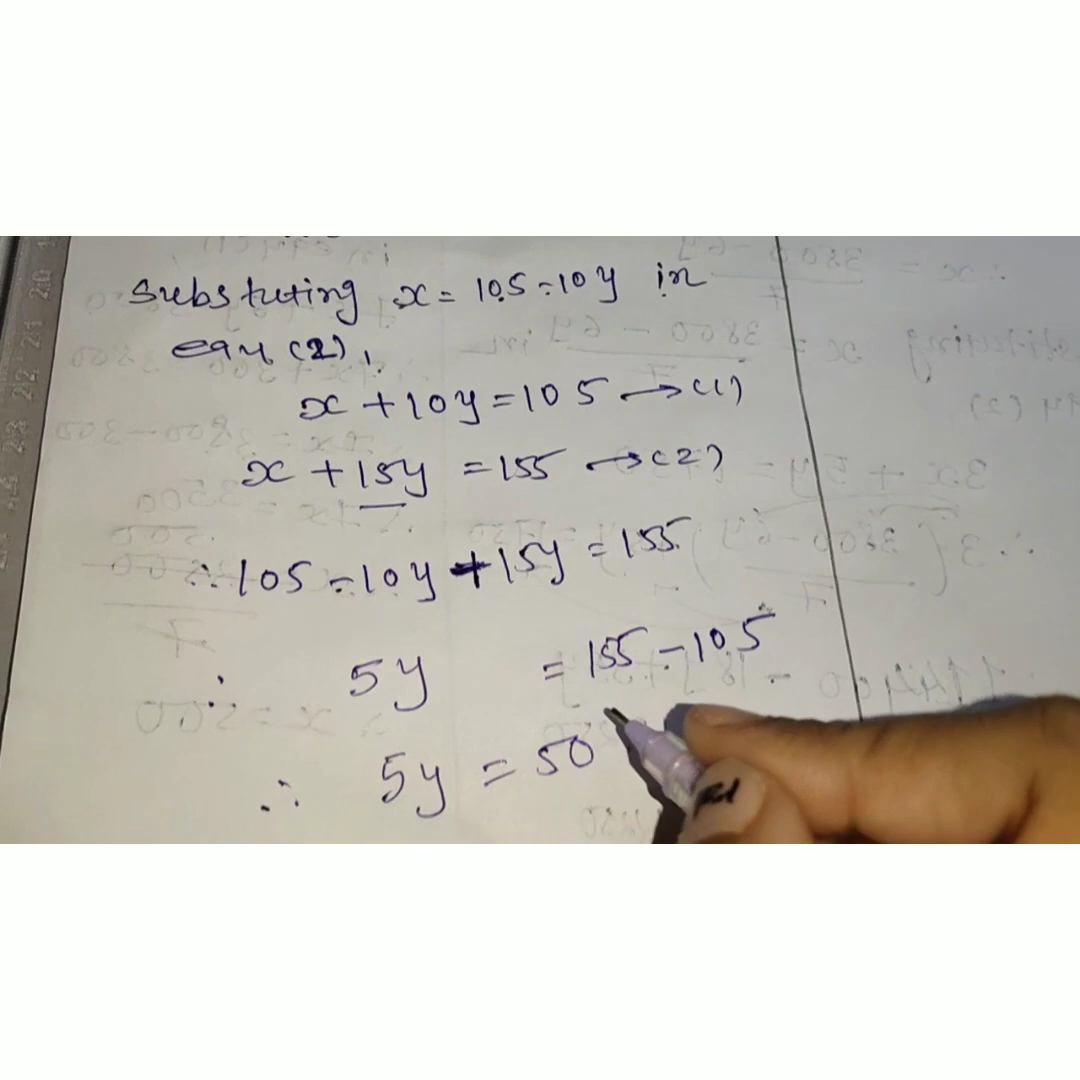 substuting x = 105-10y in
eqn (2),
x + 10y = 105 → (1)
x + 15y = 155 → (2)
∴ 105 - 10y + 15y = 155
∴ 5y = 155 - 105
∴ 5y = 50